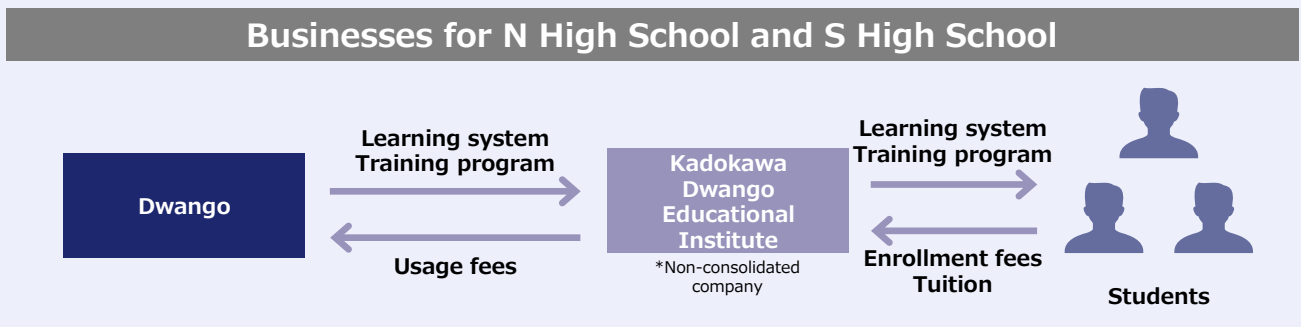 Businesses for N High School and S High School
Dwango
Learning system
Training program
Usage fees
Kadokawa
Dwango
Educational
Institute
*Non-consolidated
company
Learning system
Training program
Enrollment fees
Tuition
Students